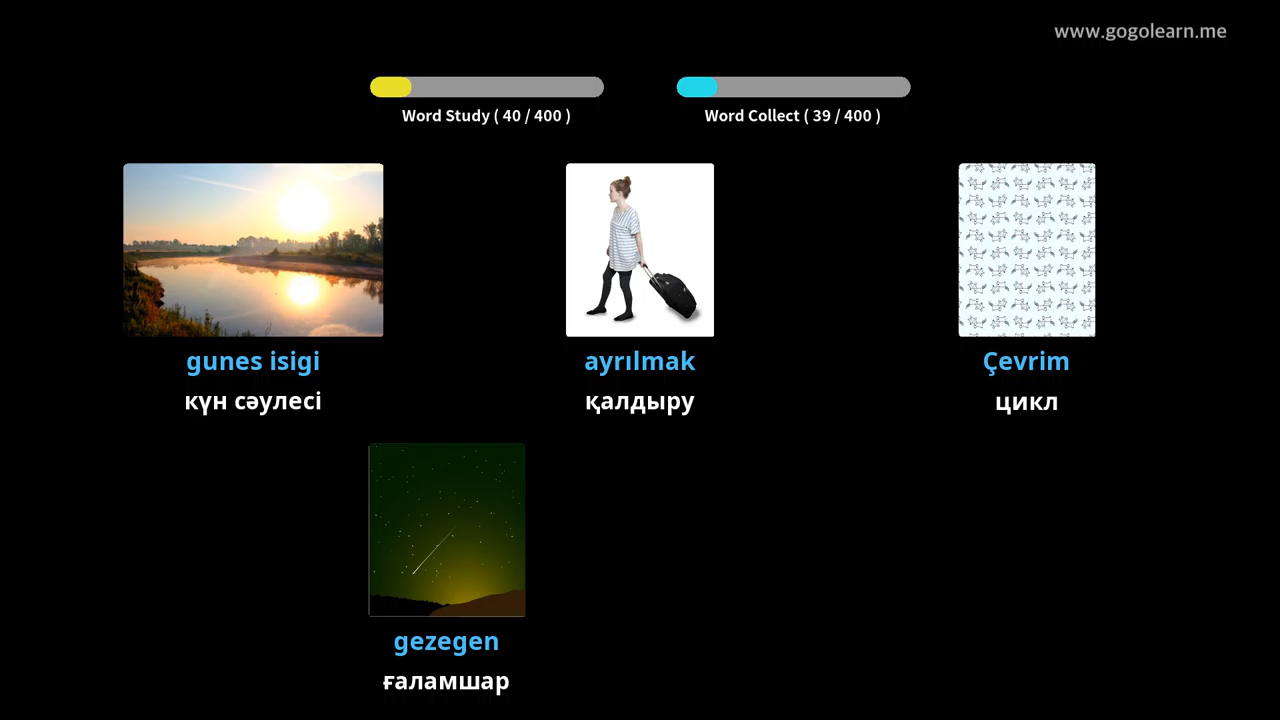 www.gogolearn.me
Word Study ( 40 / 400 )
Word Collect ( 39 / 400 )
gunes isigi
ayrılmak
Çevrim
күн сәулесі
қалдыру
цикл
gezegen
ғаламшар